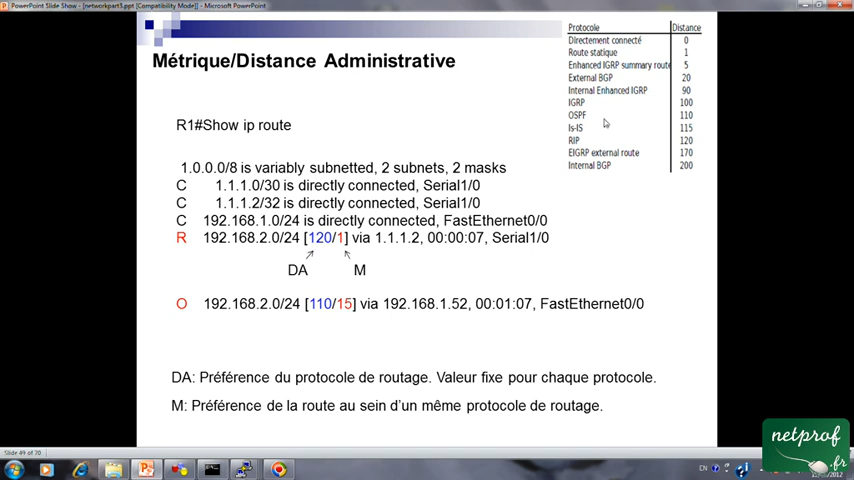 PowerPoint Slide Show - [networkpart3.ppt [Compatibility Mode]] - Microsoft PowerPoint
Métrique/Distance Administrative
Protocole Distance
Directement connecté 0
Route statique 1
Enhanced IGRP summary route 5
External BGP 20
Internal Enhanced IGRP 90
IGRP 100
OSPF 110
Is-IS 115
RIP 120
EIGRP external route 170
Internal BGP 200
R1#Show ip route
1.0.0.0/8 is variably subnetted, 2 subnets, 2 masks
C 1.1.1.0/30 is directly connected, Serial1/0
C 1.1.1.2/32 is directly connected, Serial1/0
C 192.168.1.0/24 is directly connected, FastEthernet0/0
R 192.168.2.0/24 [120/1] via 1.1.1.2, 00:00:07, Serial1/0
DA M
O 192.168.2.0/24 [110/15] via 192.168.1.52, 00:01:07, FastEthernet0/0
DA: Préférence du protocole de routage. Valeur fixe pour chaque protocole.
M: Préférence de la route au sein d'un même protocole de routage.
netprof
.fr
Slide 49 of 70
EN